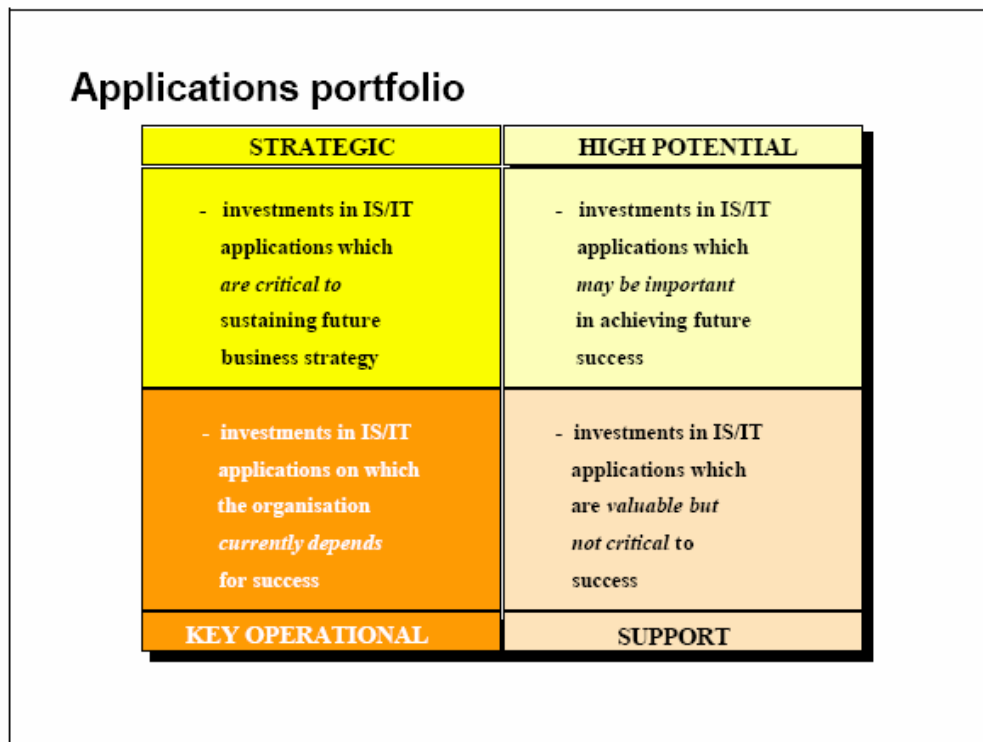 Applications portfolio
STRATEGIC
- investments in IS/IT
applications which
are critical to
sustaining future
business strategy
HIGH POTENTIAL
- investments in IS/IT
applications which
may be important
in achieving future
success
- investments in IS/IT
applications on which
the organisation
currently depends
for success
KEY OPERATIONAL
- investments in IS/IT
applications which
are valuable but
not critical to
success
SUPPORT